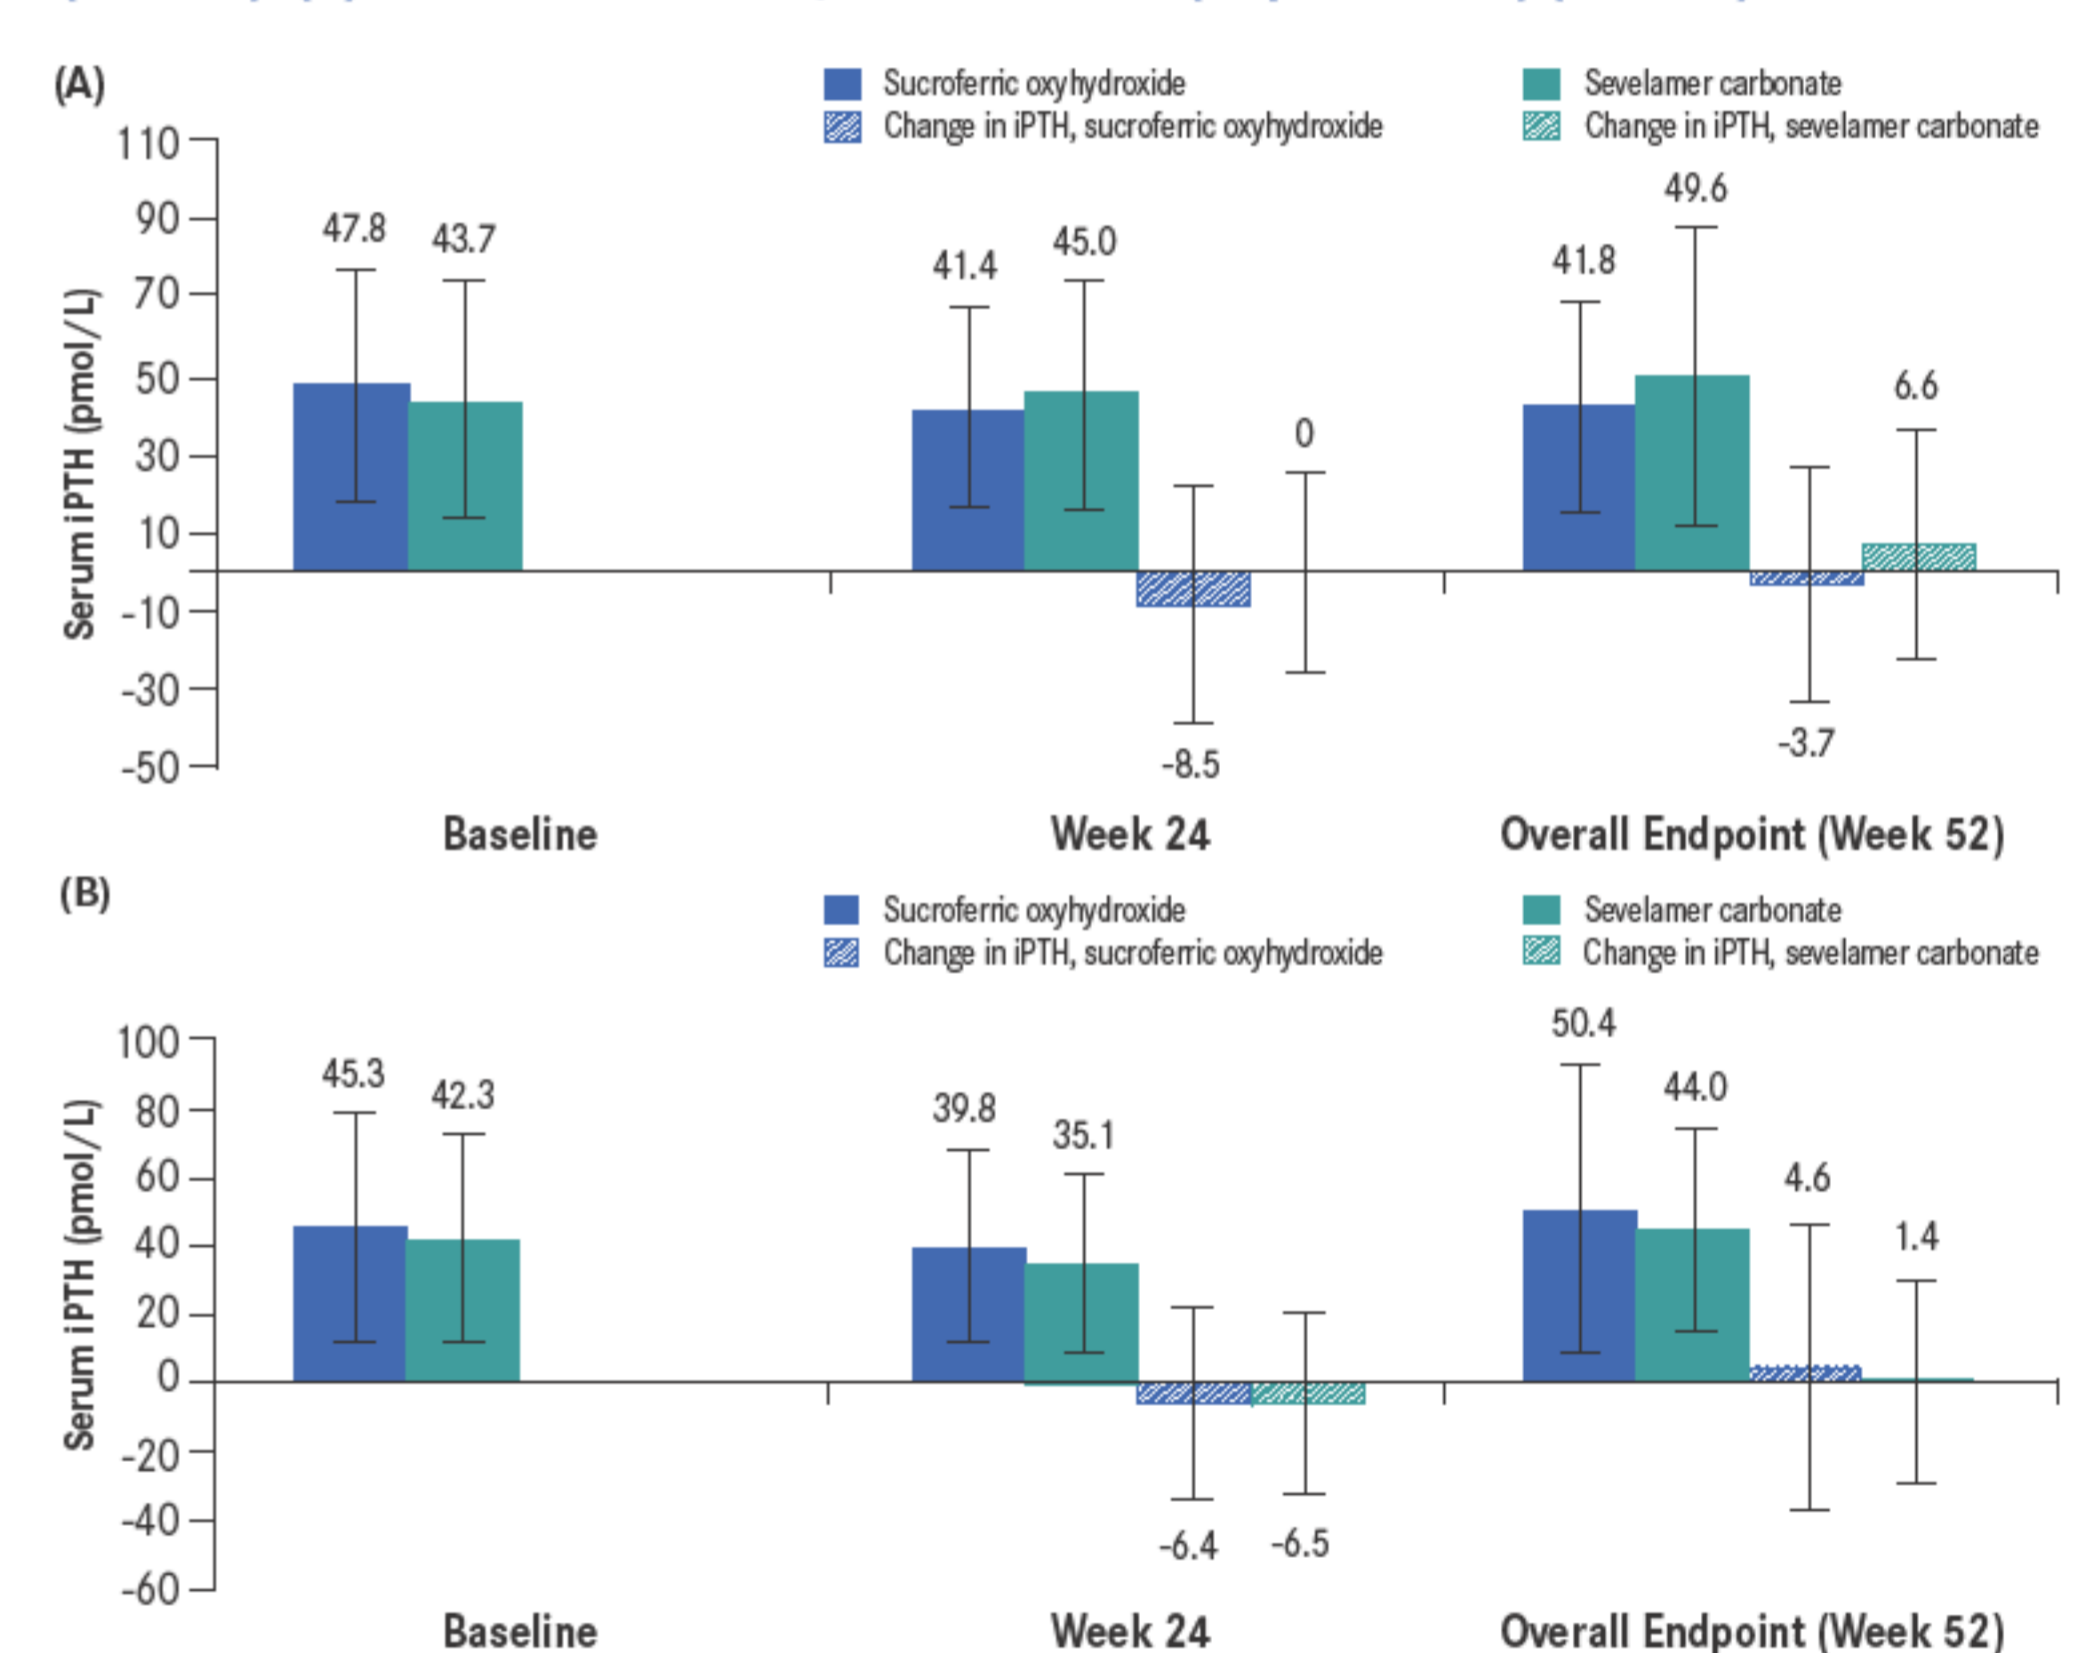 (A)
Sucroferric oxyhydroxide
Change in iPTH, sucroferric oxyhydroxide
Sevelamer carbonate
Change in iPTH, sevelamer carbonate
Serum iPTH (pmol/L)
110
90
70
50
30
10
-10
-30
-50
47.8
43.7
41.4
45.0
-8.5
0
41.8
49.6
-3.7
6.6
Baseline
Week 24
Overall Endpoint (Week 52)
(B)
Sucroferric oxyhydroxide
Change in iPTH, sucroferric oxyhydroxide
Sevelamer carbonate
Change in iPTH, sevelamer carbonate
Serum iPTH (pmol/L)
100
80
60
40
20
0
-20
-40
-60
45.3
42.3
39.8
35.1
-6.4
-6.5
50.4
44.0
4.6
1.4
Baseline
Week 24
Overall Endpoint (Week 52)